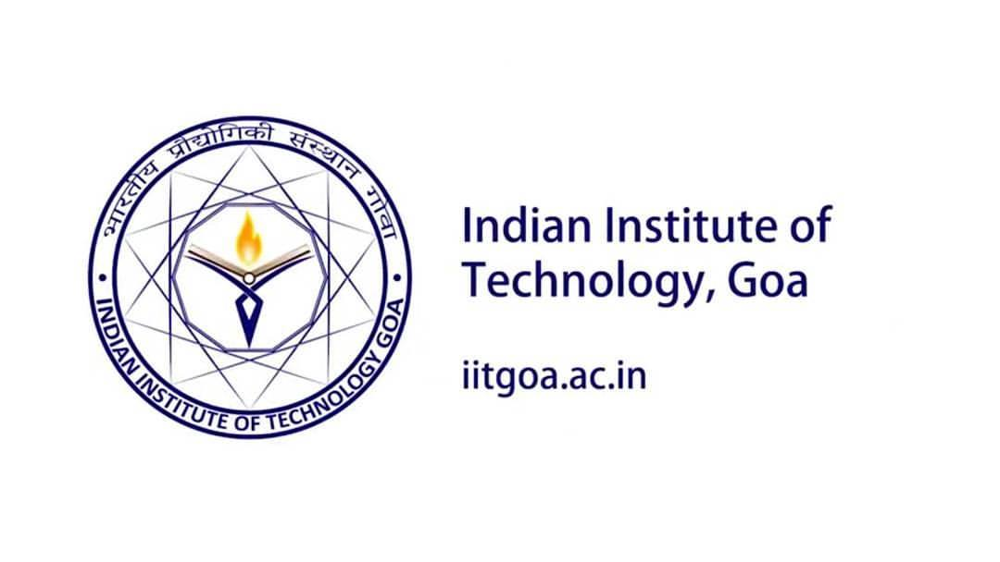 भारतीय प्रौद्योगिकी संस्थान गोवा
• INDIAN INSTITUTE OF TECHNOLOGY GOA •
Indian Institute of
Technology, Goa
iitgoa.ac.in